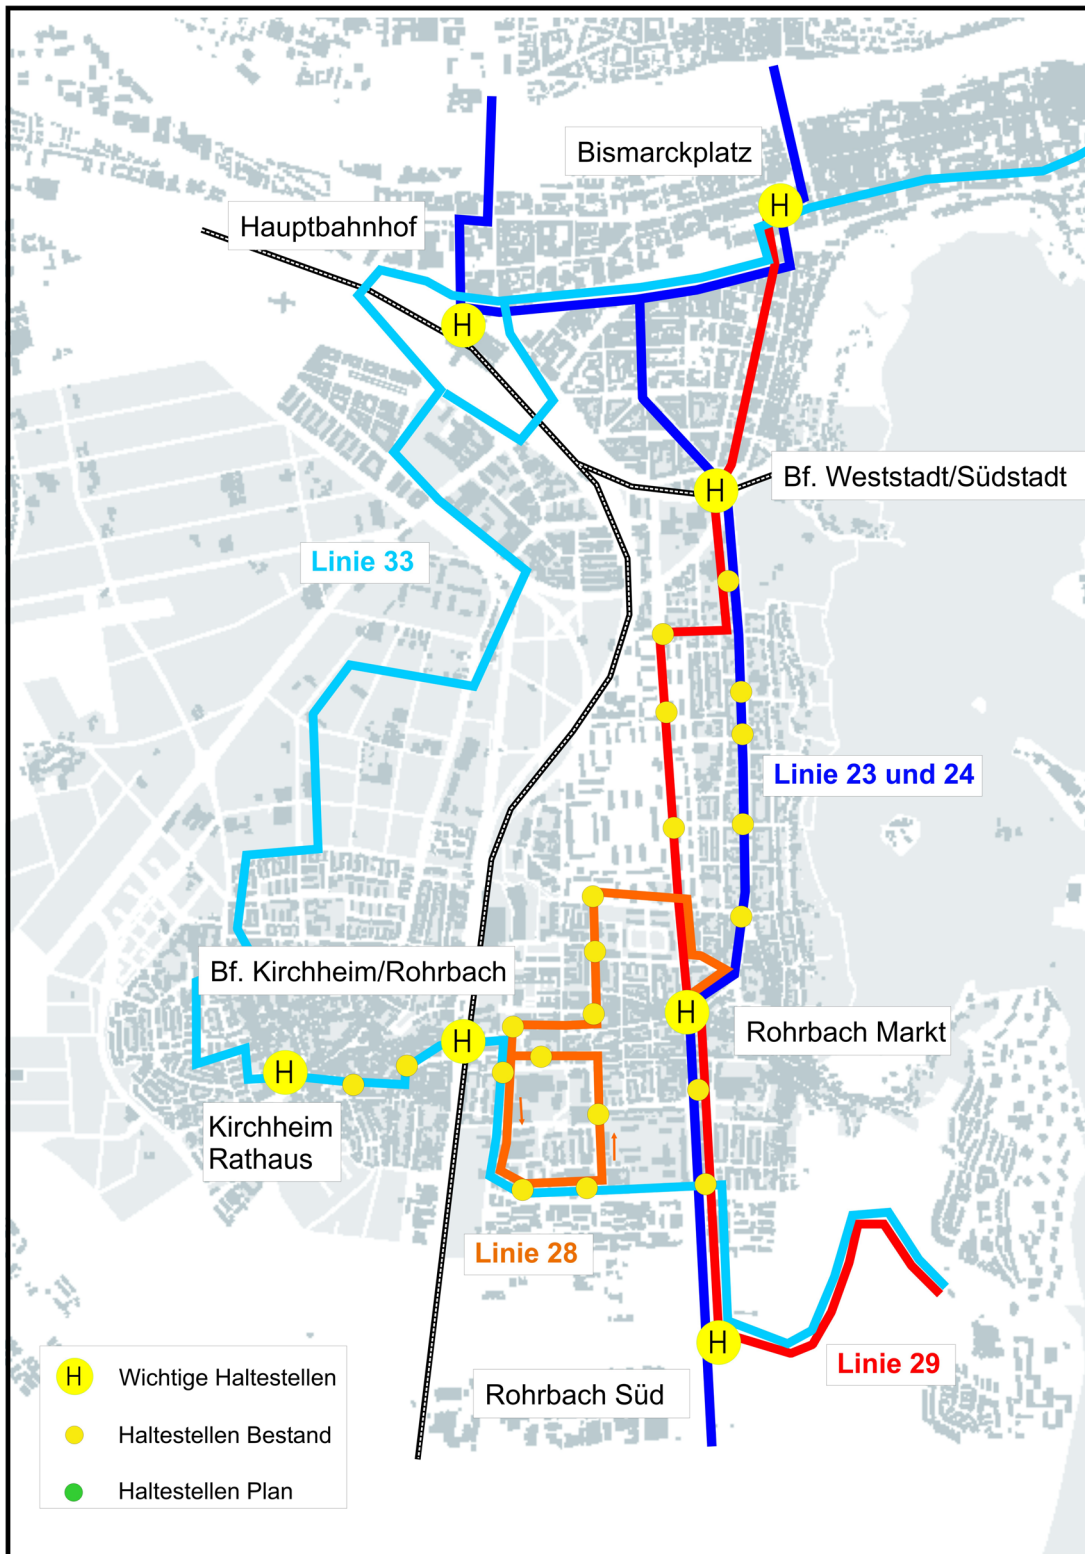 Bismarckplatz
H
Hauptbahnhof
H
Bf. Weststadt/Südstadt
H
Linie 33
Linie 23 und 24
Bf. Kirchheim/Rohrbach
H
H
Rohrbach Markt
H
Kirchheim
Rathaus
Linie 28
H
Linie 29
Rohrbach Süd
H
Wichtige Haltestellen
Haltestellen Bestand
Haltestellen Plan